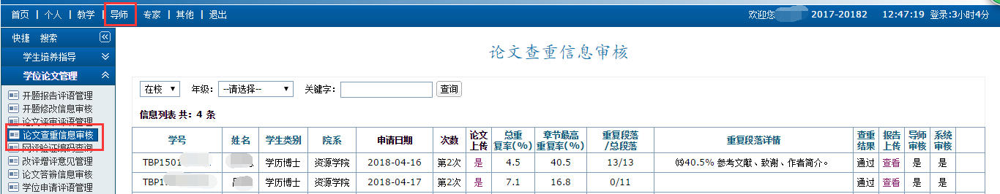 首页 | 个人 | 教学 | 导师 专家 | 其他 | 退出 欢迎您 2017-20182 12:47:19 登录:3小时4分
快捷 搜索
学生培养指导
学位论文管理
开题报告评语管理
开题修改信息审核
论文评审评语管理
论文查重信息审核
网评验证编码查询
改评增评意见管理
论文答辩信息审核
学位申请评语管理
论文查重信息审核
在校 年级: --请选择-- 关键字: 查询
信息列表 共: 4 条
学号 姓名 学生类别 院系 申请日期 次数 论文上传 总重复率(%) 章节最高重复率(%) 重复段落/总段落 重复段落详情 查重结果 报告上传 导师审核 系统审核
TBP1501 学历博士 资源学院 2018-04-16 第2次 是 4.5 40.5 13/13 ⒀40.5% 参考文献、致谢、作者简介。 通过 查看 是 是
TBP1 学历博士 资源学院 2018-04-17 第2次 是 7.1 16.8 0/11 通过 查看 是 是